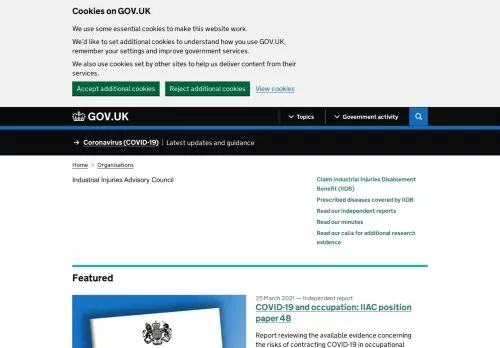 Cookies on GOV.UK
We use some essential cookies to make this website work.
We'd like to set additional cookies to understand how you use GOV.UK,
remember your settings and improve government services.
We also use cookies set by other sites to help us deliver content from their
services.
Accept additional cookies Reject additional cookies View cookies
GOV.UK Topics Government activity
→ Coronavirus (COVID-19) Latest updates and guidance
Home > Organisations
Industrial Injuries Advisory Council
Claim Industrial Injuries Disablement
Benefit (IIDB)
Prescribed diseases covered by IIDB
Read our independent reports
Read our minutes
Read our calls for additional research
evidence
Featured
25 March 2021 — Independent report
COVID-19 and occupation: IIAC position
paper 48
Report reviewing the available evidence concerning
the risks of contracting COVID-19 in occupational